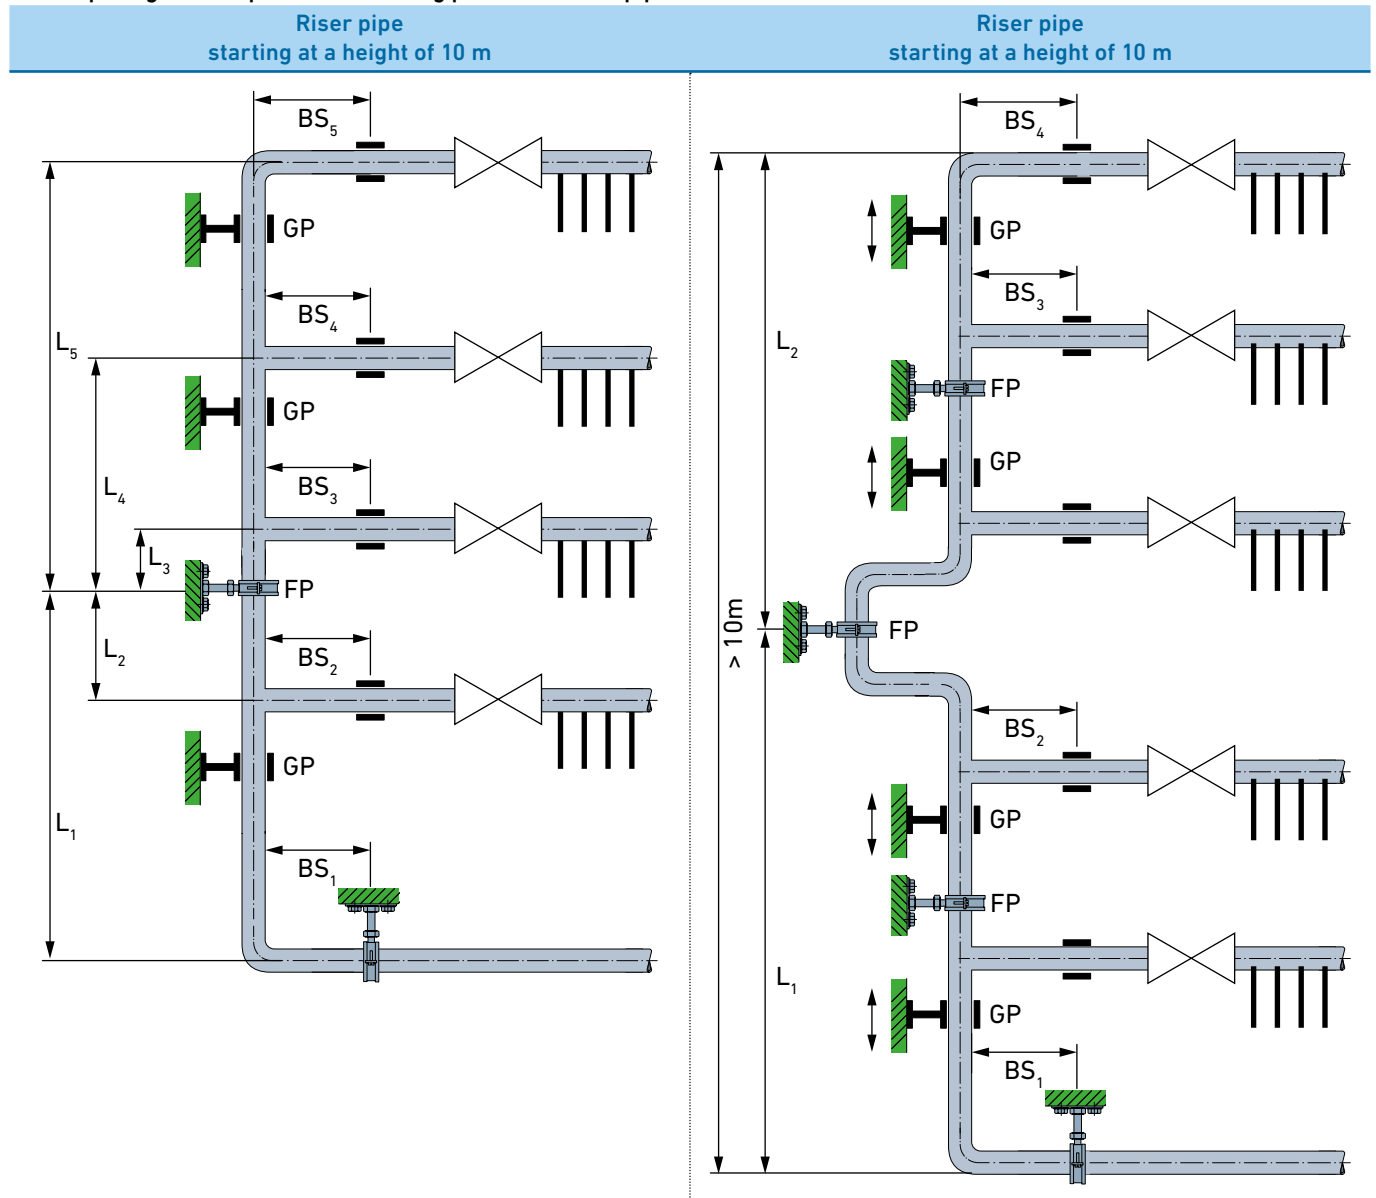 Riser pipe
starting at a height of 10 m
Riser pipe
starting at a height of 10 m
BS5
GP
BS4
L5
GP
L4
BS3
L3
FP
L2
BS2
GP
L1
BS1
BS4
GP
BS3
L2
FP
GP
> 10m
FP
BS2
GP
FP
L1
GP
BS1